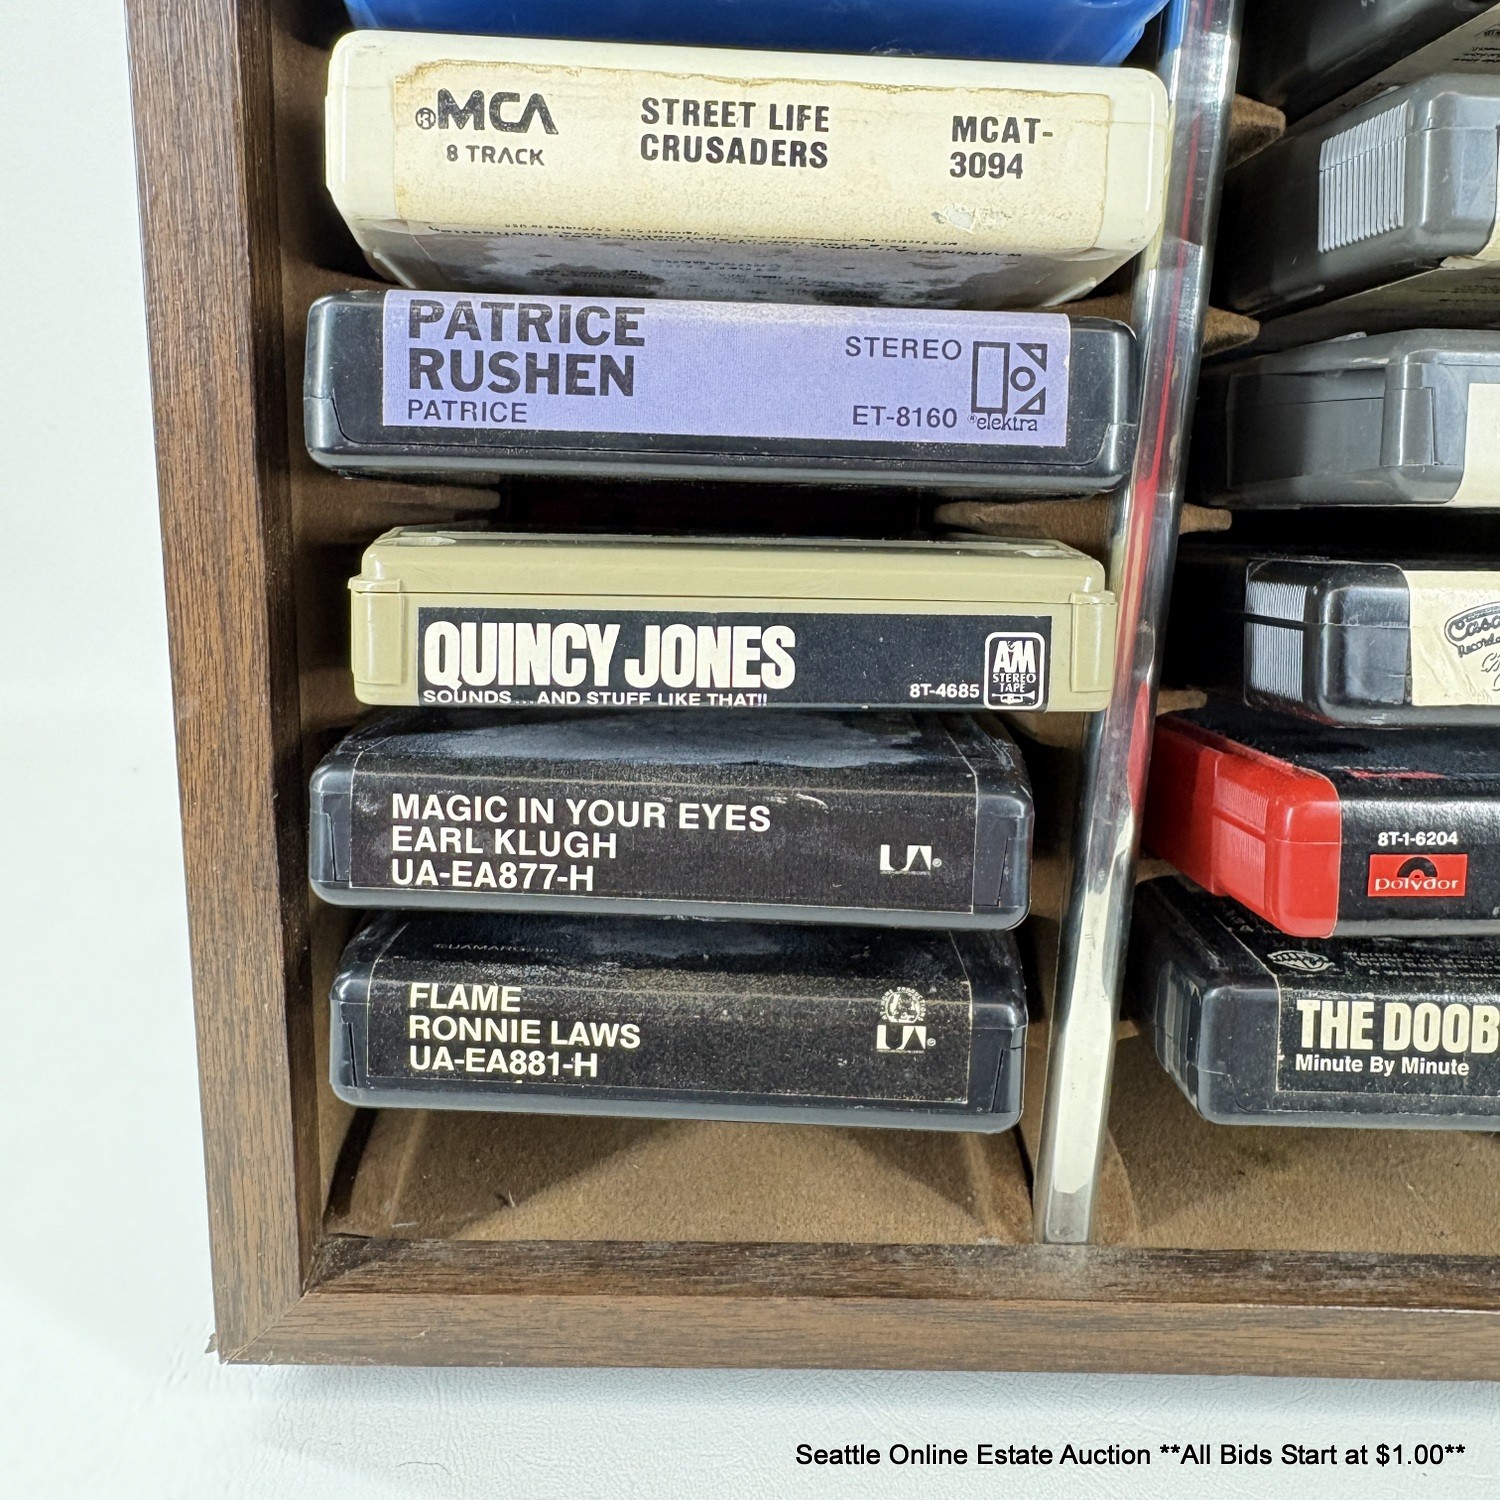 ®MCA
8 TRACK
STREET LIFE
CRUSADERS
MCAT-
3094
PATRICE
RUSHEN
PATRICE
STEREO
ET-8160
®elektra
QUINCY JONES
SOUNDS...AND STUFF LIKE THAT!!
8T-4685
A&M
STEREO
TAPE
MAGIC IN YOUR EYES
EARL KLUGH
UA-EA877-H
UA®
FLAME
RONNIE LAWS
UA-EA881-H
UA®
8T-1-6204
polydor
THE DOOB
Minute By Minute
Seattle Online Estate Auction **All Bids Start at $1.00**